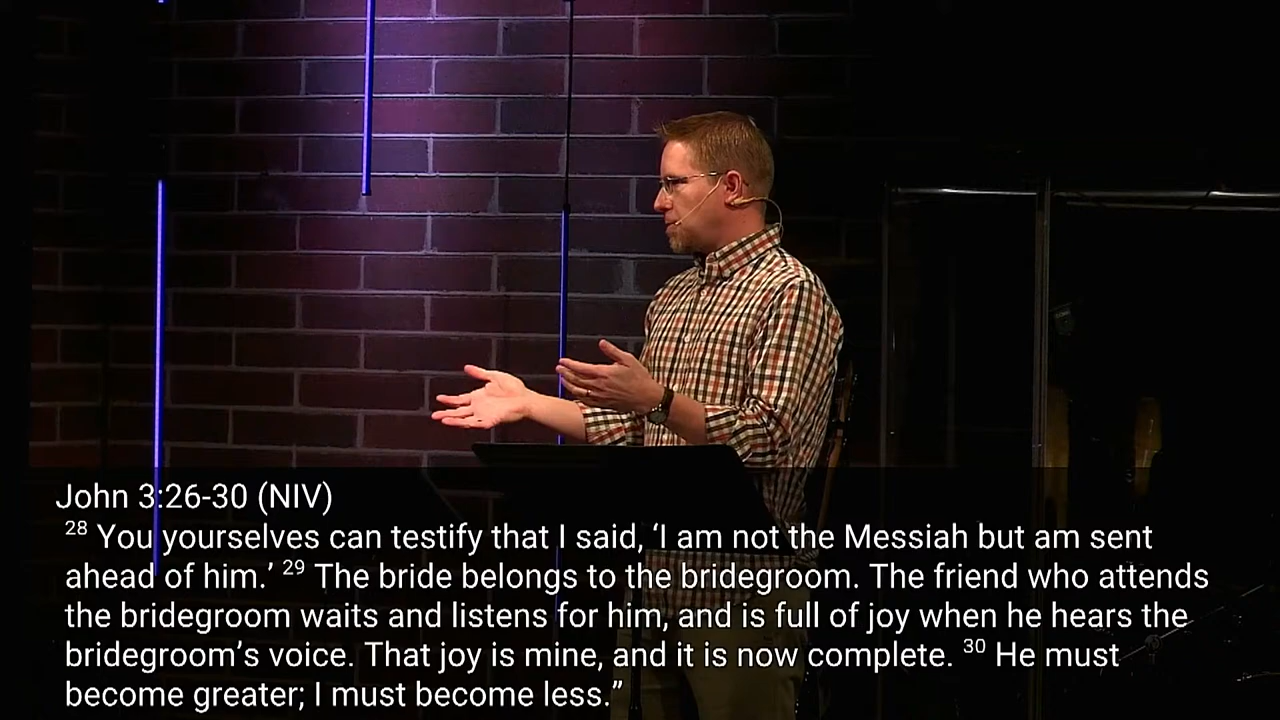 John 3:26-30 (NIV)
28 You yourselves can testify that I said, ‘I am not the Messiah but am sent
ahead of him.’ 29 The bride belongs to the bridegroom. The friend who attends
the bridegroom waits and listens for him, and is full of joy when he hears the
bridegroom’s voice. That joy is mine, and it is now complete. 30 He must
become greater; I must become less.”